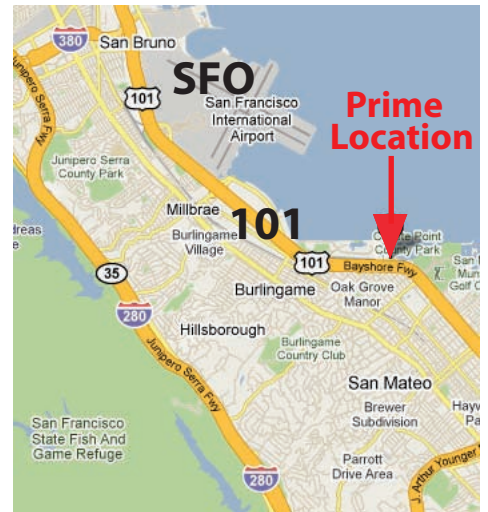 380
San Bruno
SFO
101
San Francisco
International
Airport
Prime
Location
Junipero Serra Fwy
Junipero Serra
County Park
Millbrae
101
Burlingame
Village
Point
County Park
101
Bayshore Fwy
35
Burlingame
Oak Grove
Manor
280
Hillsborough
Burlingame
Country Club
Junipero Serra Fwy
San Mateo
San Francisco
State Fish And
Game Refuge
Brewer
Subdivision
Parrott
Drive Area
280
J. Arthur Younger